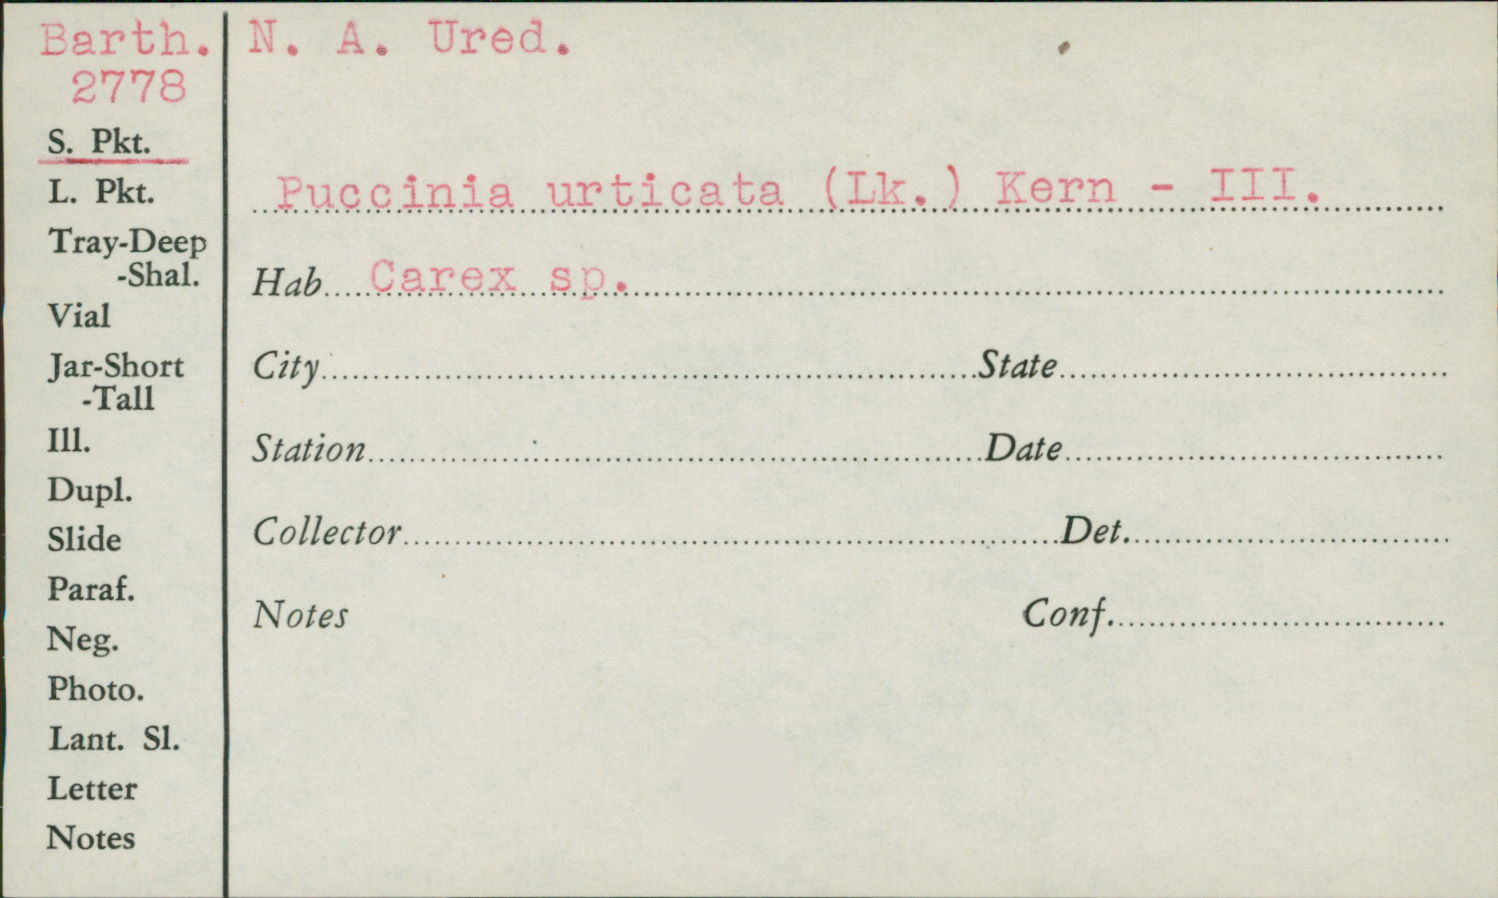 Barth. N. A. Ured.
2778
S. Pkt.
L. Pkt.
Tray-Deep
-Shal.
Vial
Jar-Short
-Tall
Ill.
Dupl.
Slide
Paraf.
Neg.
Photo.
Lant. Sl.
Letter
Notes
Puccinia urticata (Lk.) Kern - III.
Hab Carex sp.
City State
Station Date
Collector Det.
Notes Conf.